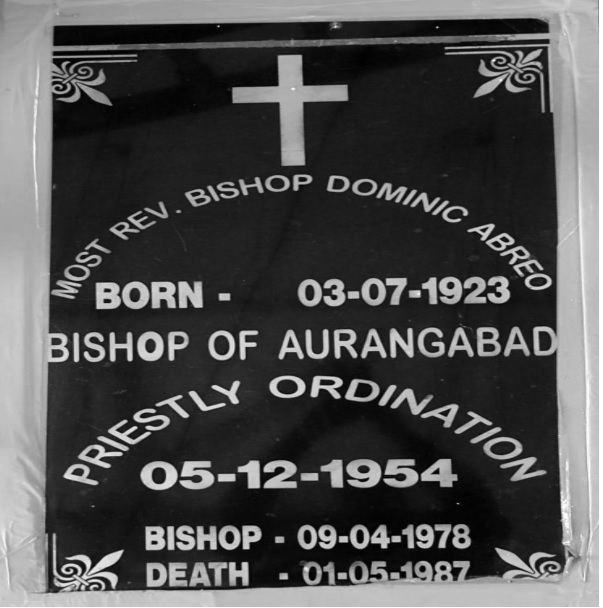 MOST REV. BISHOP DOMINIC ABREO
BORN - 03-07-1923
BISHOP OF AURANGABAD
PRIESTLY ORDINATION
05-12-1954
BISHOP - 09-04-1978
DEATH - 01-05-1987